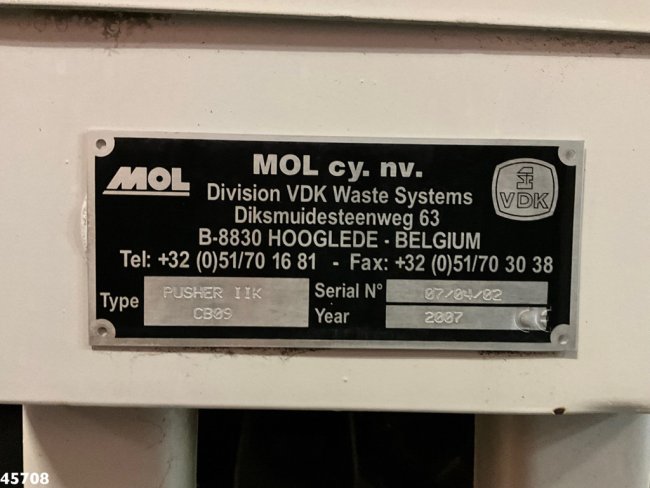 MOL
MOL cy. nv.
VDK
Division VDK Waste Systems
Diksmuidesteenweg 63
B-8830 HOOGLEDE - BELGIUM
Tel: +32 (0)51/70 16 81 - Fax: +32 (0)51/70 30 38
Type PUSHER IIK
CB09
Serial N° 07/04/02
Year 2007 CE
45708